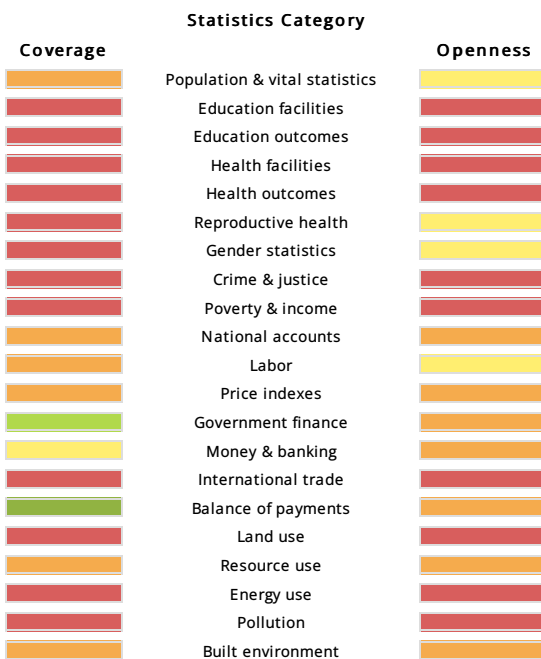 Statistics Category
Coverage
Openness
Population & vital statistics
Education facilities
Education outcomes
Health facilities
Health outcomes
Reproductive health
Gender statistics
Crime & justice
Poverty & income
National accounts
Labor
Price indexes
Government finance
Money & banking
International trade
Balance of payments
Land use
Resource use
Energy use
Pollution
Built environment